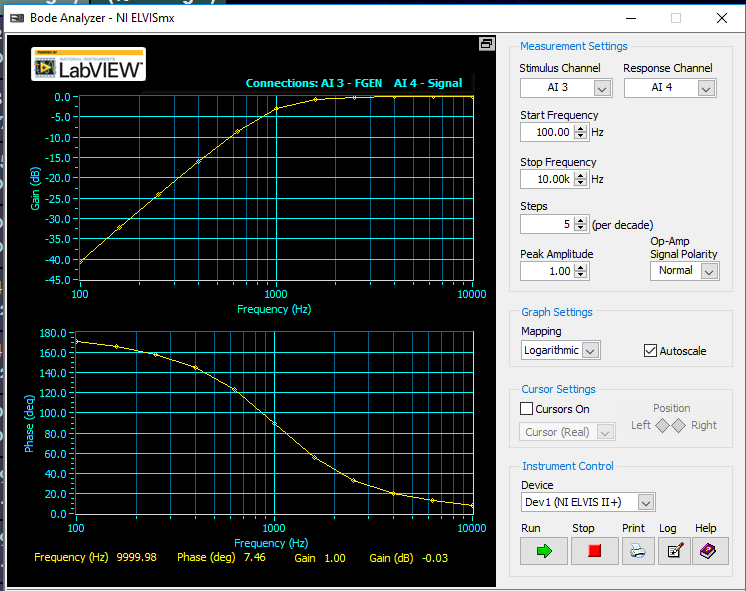 Bode Analyzer - NI ELVISmx
POWERED BY
NATIONAL INSTRUMENTS
LabVIEW™
Connections: AI 3 - FGEN AI 4 - Signal
0.0
-5.0
-10.0
-15.0
-20.0
-25.0
-30.0
-35.0
-40.0
-45.0
Gain (dB)
100 1000 10000
Frequency (Hz)
180.0
160.0
140.0
120.0
100.0
80.0
60.0
40.0
20.0
0.0
Phase (deg)
100 1000 10000
Frequency (Hz)
Frequency (Hz) 9999.98 Phase (deg) 7.46 Gain 1.00 Gain (dB) -0.03
Measurement Settings
Stimulus Channel Response Channel
AI 3 AI 4
Start Frequency
100.00 Hz
Stop Frequency
10.00k Hz
Steps
5 (per decade)
Peak Amplitude
1.00
Op-Amp
Signal Polarity
Normal
Graph Settings
Mapping
Logarithmic
Autoscale
Cursor Settings
Cursors On
Position
Cursor (Real) Left Right
Instrument Control
Device
Dev1 (NI ELVIS II+)
Run Stop Print Log Help